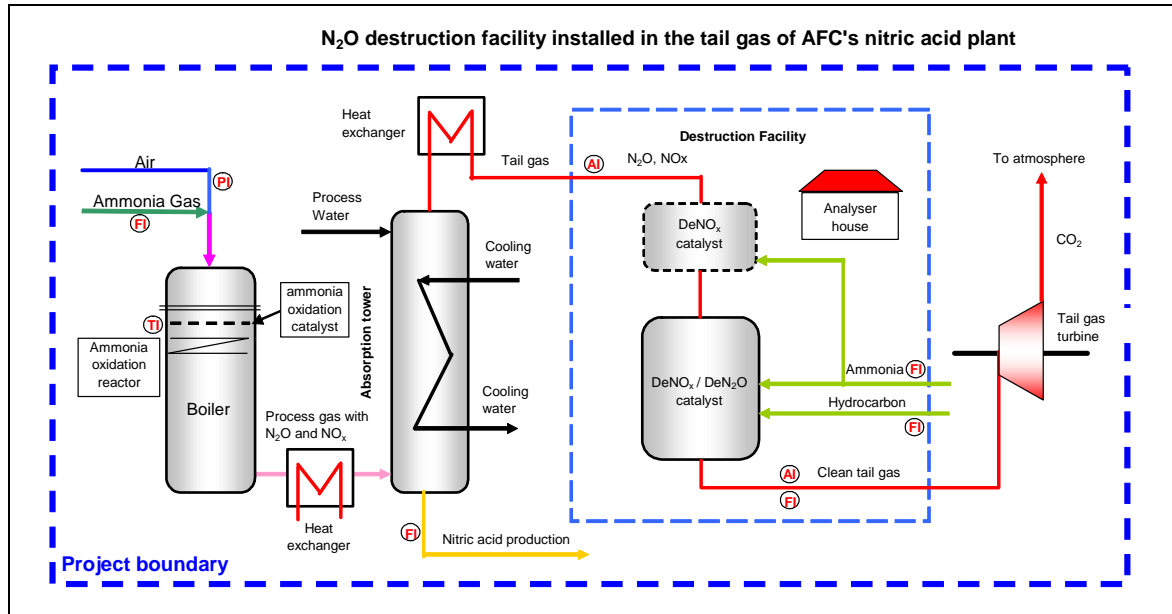 N₂O destruction facility installed in the tail gas of AFC's nitric acid plant
Heat
exchanger
Tail gas
AI
N₂O, NOx
Destruction Facility
To atmosphere
Air
PI
Ammonia Gas
FI
Process
Water
Cooling
water
DeNOₓ
catalyst
Analyser
house
CO₂
ammonia
oxidation
catalyst
TI
Ammonia
oxidation
reactor
Boiler
Absorption tower
Cooling
water
DeNOₓ / DeN₂O
catalyst
Ammonia
FI
Hydrocarbon
FI
Tail gas
turbine
Process gas with
N₂O and NOₓ
Heat
exchanger
AI
Clean tail gas
FI
FI
Nitric acid production
Project boundary